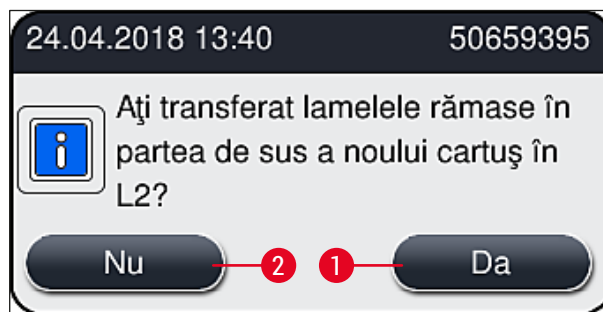 24.04.2018 13:40 50659395
Aţi transferat lamelele rămase în
partea de sus a noului cartuş în
L2?
Nu 2 1 Da